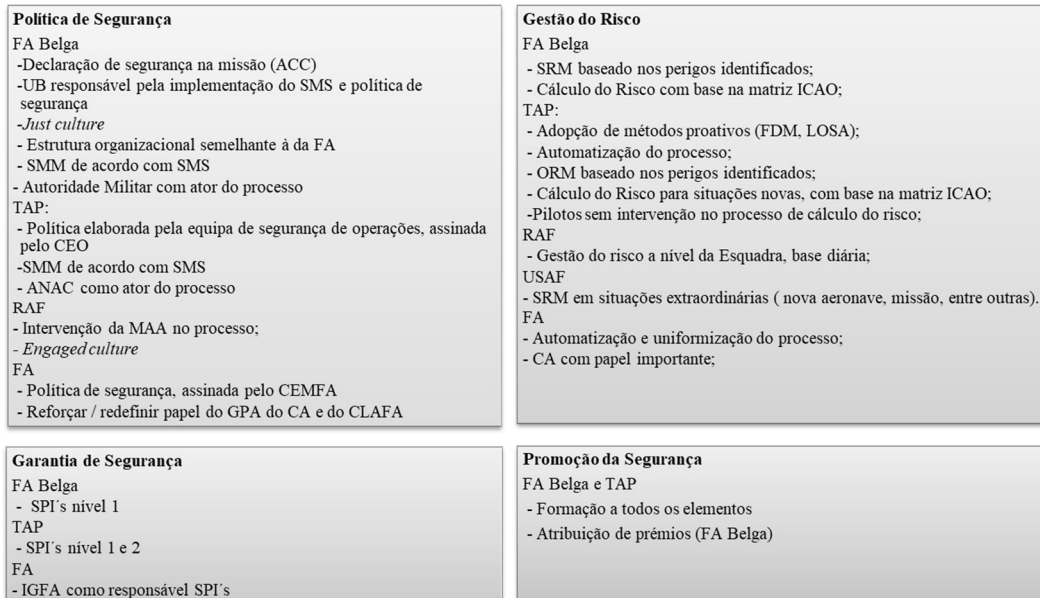 Política de Segurança
FA Belga
-Declaração de segurança na missão (ACC)
-UB responsável pela implementação do SMS e política de
segurança
-Just culture
- Estrutura organizacional semelhante à da FA
- SMM de acordo com SMS
- Autoridade Militar com ator do processo
TAP:
- Política elaborada pela equipa de segurança de operações, assinada
pelo CEO
-SMM de acordo com SMS
- ANAC como ator do processo
RAF
- Intervenção da MAA no processo;
- Engaged culture
FA
- Política de segurança, assinada pelo CEMFA
- Reforçar / redefinir papel do GPA do CA e do CLAFA
Gestão do Risco
FA Belga
- SRM baseado nos perigos identificados;
- Cálculo do Risco com base na matriz ICAO;
TAP:
- Adopção de métodos proativos (FDM, LOSA);
- Automatização do processo;
- ORM baseado nos perigos identificados;
- Cálculo do Risco para situações novas, com base na matriz ICAO;
-Pilotos sem intervenção no processo de cálculo do risco;
RAF
- Gestão do risco a nível da Esquadra, base diária;
USAF
- SRM em situações extraordinárias ( nova aeronave, missão, entre outras).
FA
- Automatização e uniformização do processo;
- CA com papel importante;
Garantia de Segurança
FA Belga
- SPI´s nível 1
TAP
- SPI´s nível 1 e 2
FA
- IGFA como responsável SPI´s
Promoção da Segurança
FA Belga e TAP
- Formação a todos os elementos
- Atribuição de prémios (FA Belga)